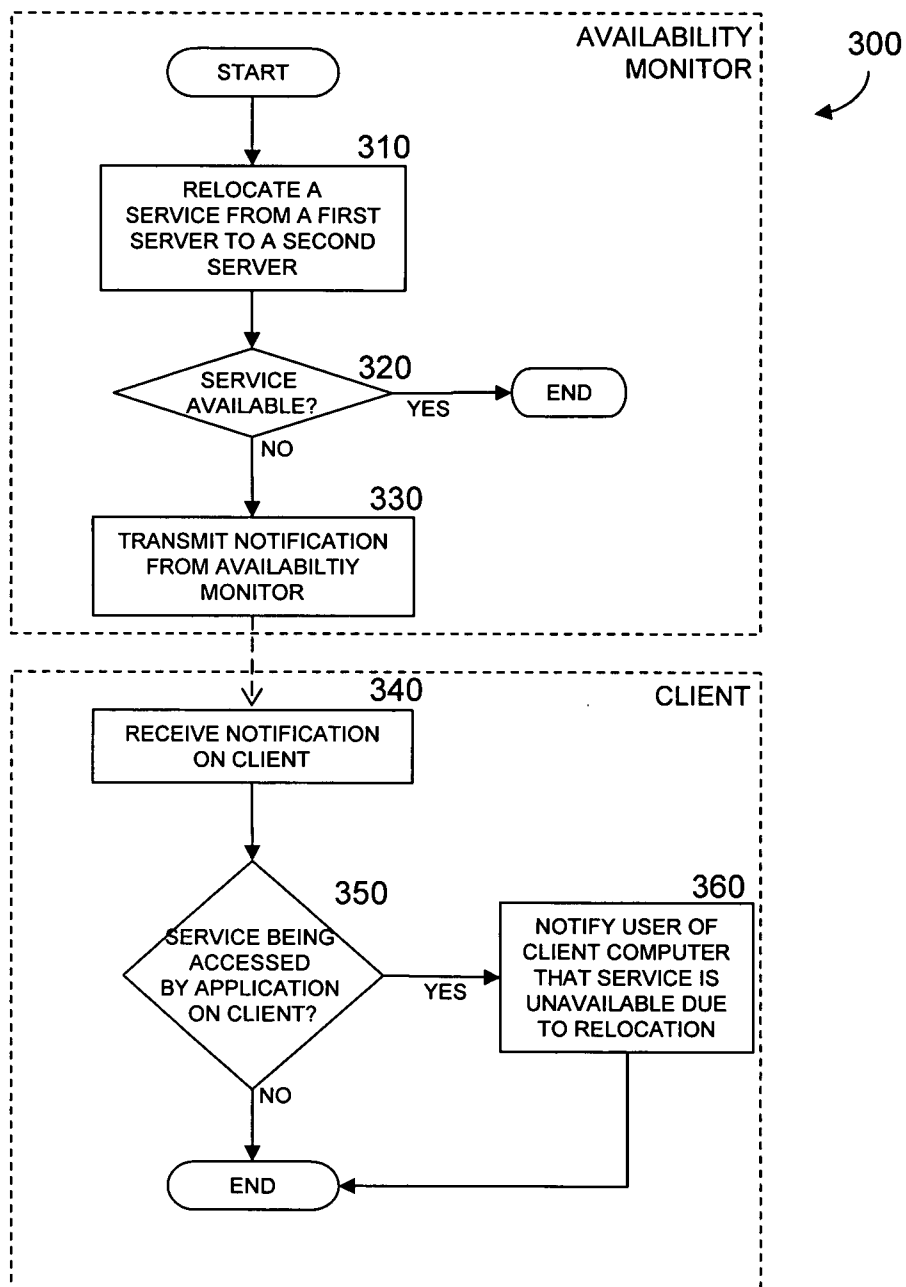 AVAILABILITY
MONITOR
300
START
310
RELOCATE A
SERVICE FROM A FIRST
SERVER TO A SECOND
SERVER
320
SERVICE
AVAILABLE?
YES
END
NO
330
TRANSMIT NOTIFICATION
FROM AVAILABILTIY
MONITOR
CLIENT
340
RECEIVE NOTIFICATION
ON CLIENT
350
SERVICE BEING
ACCESSED
BY APPLICATION
ON CLIENT?
YES
360
NOTIFY USER OF
CLIENT COMPUTER
THAT SERVICE IS
UNAVAILABLE DUE
TO RELOCATION
NO
END